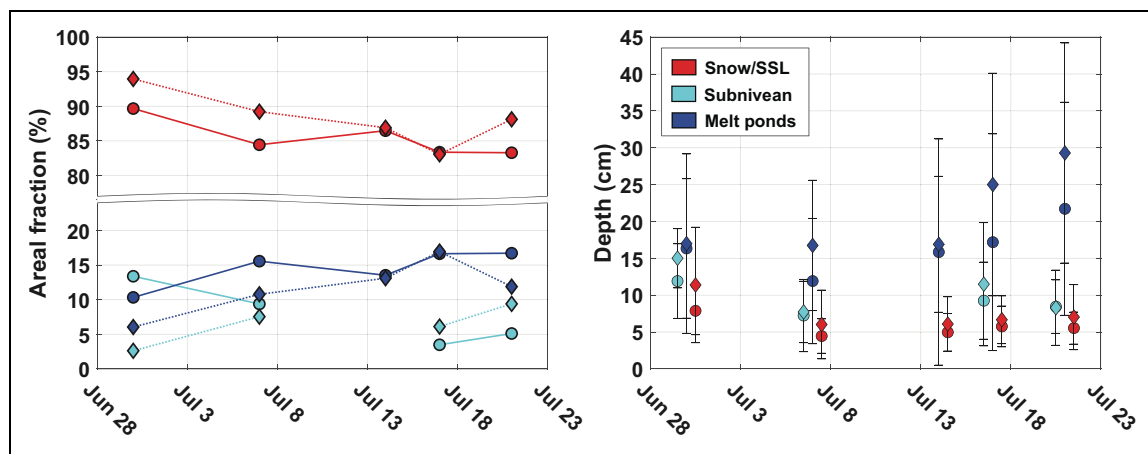 100
95
90
85
80
20
15
10
5
0
Areal fraction (%)
Jun 28
Jul 3
Jul 8
Jul 13
Jul 18
Jul 23
45
40
35
30
25
20
15
10
5
0
Depth (cm)
Snow/SSL
Subnivean
Melt ponds
Jun 28
Jul 3
Jul 8
Jul 13
Jul 18
Jul 23